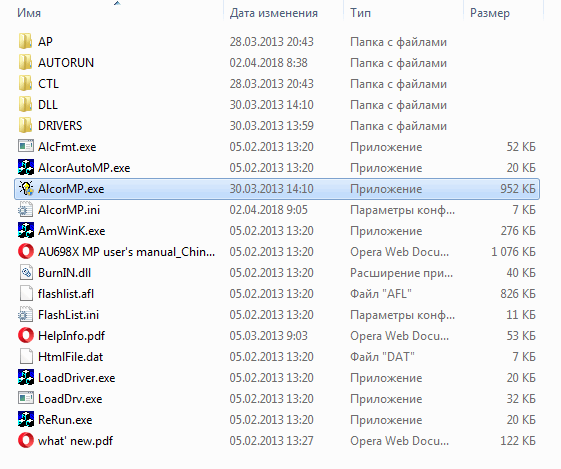 Имя Дата изменения Тип Размер
AP 28.03.2013 20:43 Папка с файлами
AUTORUN 02.04.2018 8:38 Папка с файлами
CTL 28.03.2013 20:43 Папка с файлами
DLL 30.03.2013 14:10 Папка с файлами
DRIVERS 30.03.2013 13:59 Папка с файлами
AlcFmt.exe 05.02.2013 13:20 Приложение 52 КБ
AlcorAutoMP.exe 05.02.2013 13:20 Приложение 20 КБ
AlcorMP.exe 30.03.2013 14:10 Приложение 952 КБ
AlcorMP.ini 02.04.2018 9:05 Параметры конф... 7 КБ
AmWinK.exe 05.02.2013 13:20 Приложение 276 КБ
AU698X MP user's manual_Chin... 05.02.2013 13:20 Opera Web Docu... 1 076 КБ
BurnIN.dll 05.02.2013 13:20 Расширение при... 40 КБ
flashlist.afl 05.02.2013 13:20 Файл "AFL" 826 КБ
FlashList.ini 05.02.2013 13:20 Параметры конф... 11 КБ
HelpInfo.pdf 05.03.2013 9:03 Opera Web Docu... 53 КБ
HtmlFile.dat 05.02.2013 13:20 Файл "DAT" 7 КБ
LoadDriver.exe 05.02.2013 13:20 Приложение 20 КБ
LoadDrv.exe 05.02.2013 13:20 Приложение 32 КБ
ReRun.exe 05.02.2013 13:20 Приложение 20 КБ
what' new.pdf 05.02.2013 13:27 Opera Web Docu... 122 КБ